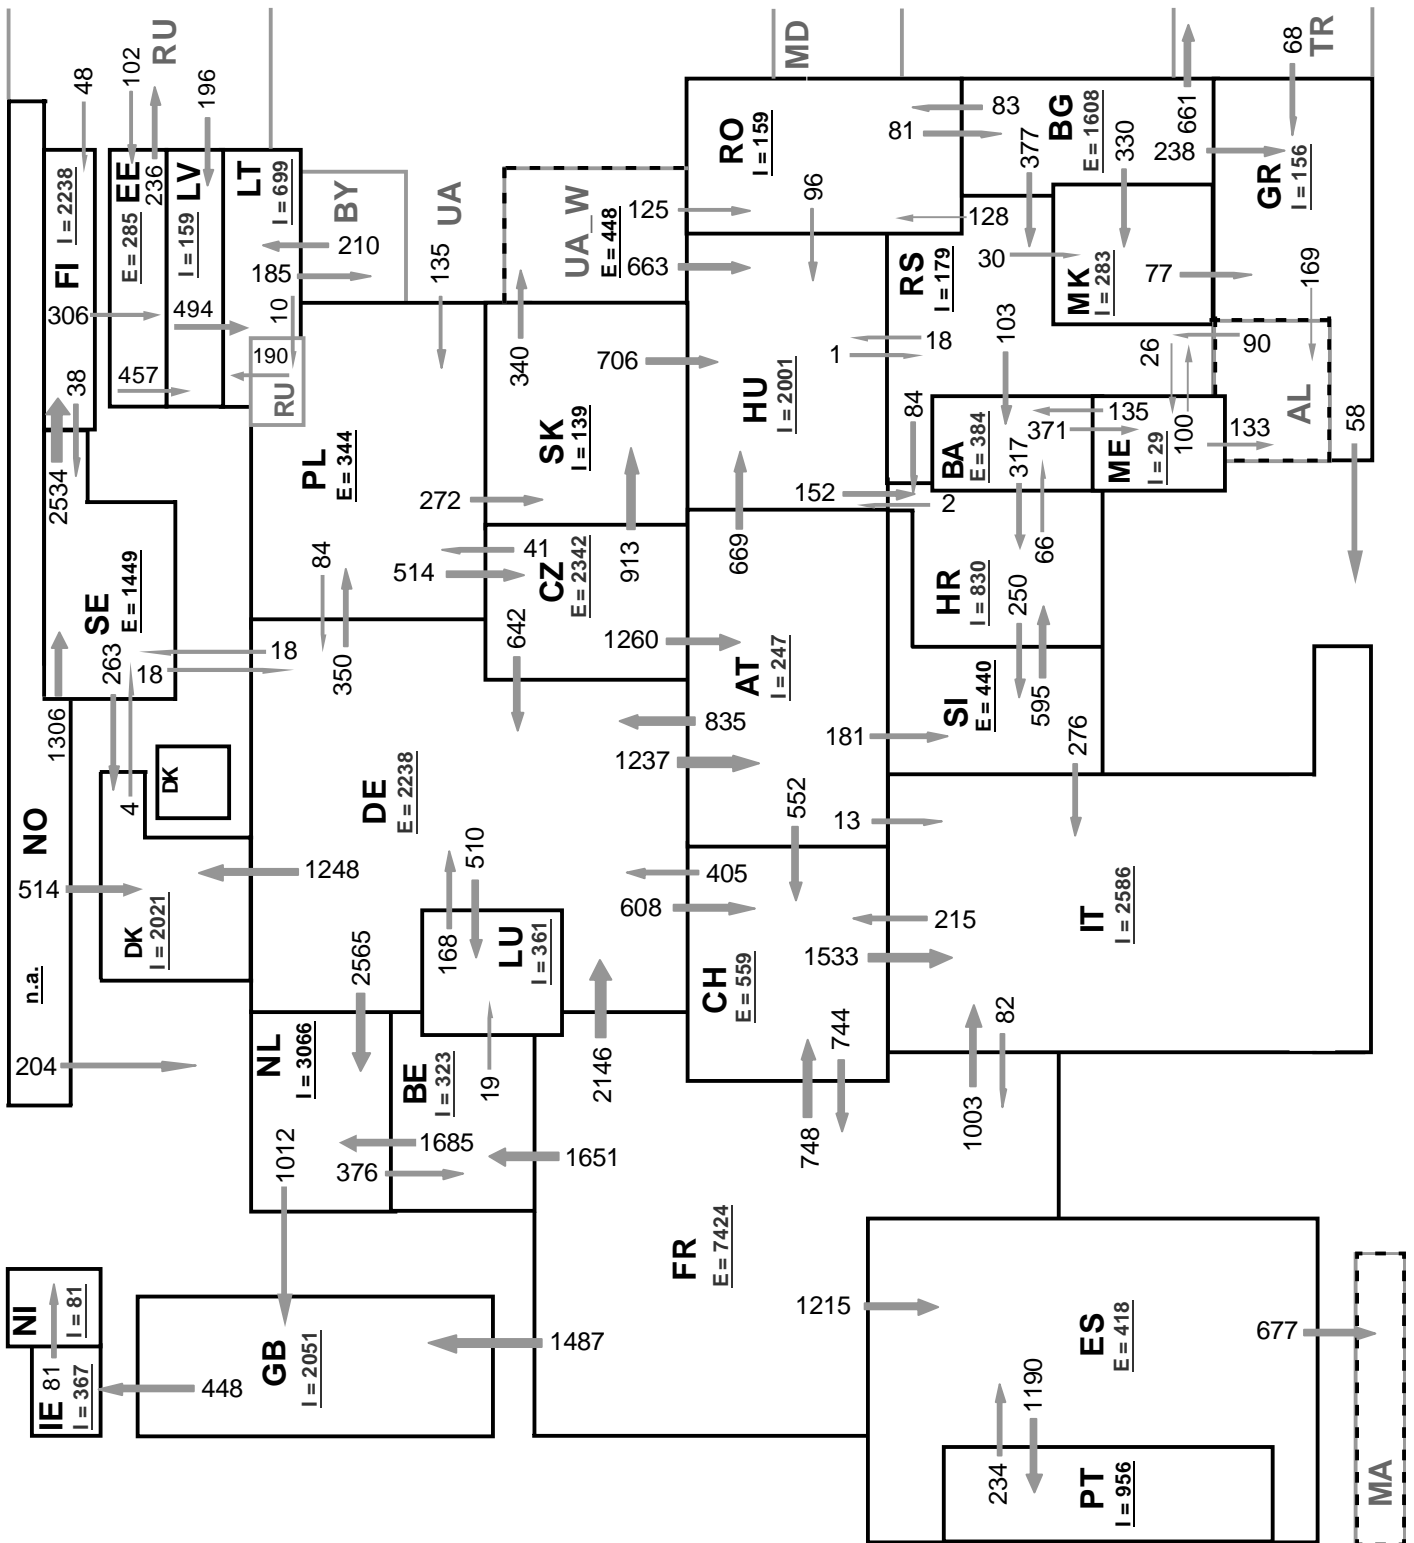 NO
n.a.
514
204
1306
FI
I = 2238
48
306
38
2534
SE
E = 1449
263
18
18
4
DK
I = 2021
DK
1248
EE
E = 285
102
RU
236
LV
I = 159
196
LT
I = 699
494
457
10
185
210
BY
190
RU
UA
135
PL
E = 344
84
350
272
514
41
UA_W
E = 448
125
663
340
SK
I = 139
706
913
CZ
E = 2342
642
1260
DE
E = 2238
835
1237
510
168
LU
I = 361
405
608
2565
2146
NL
I = 3066
BE
I = 323
19
1012
1685
376
1651
NI
I = 81
IE
81
I = 367
448
GB
I = 2051
1487
FR
E = 7424
748
744
1003
82
1215
MD
RO
I = 159
81
83
96
128
BG
E = 1608
377
330
661
238
68
TR
GR
I = 156
RS
I = 179
30
MK
I = 283
77
169
HU
I = 2001
1
18
103
84
26
90
AL
58
BA
E = 384
317
371
135
ME
I = 29
100
133
152
2
669
66
HR
I = 830
250
AT
I = 247
181
SI
E = 440
595
276
552
13
CH
E = 559
215
1533
IT
I = 2586
ES
E = 418
677
1190
234
PT
I = 956
MA